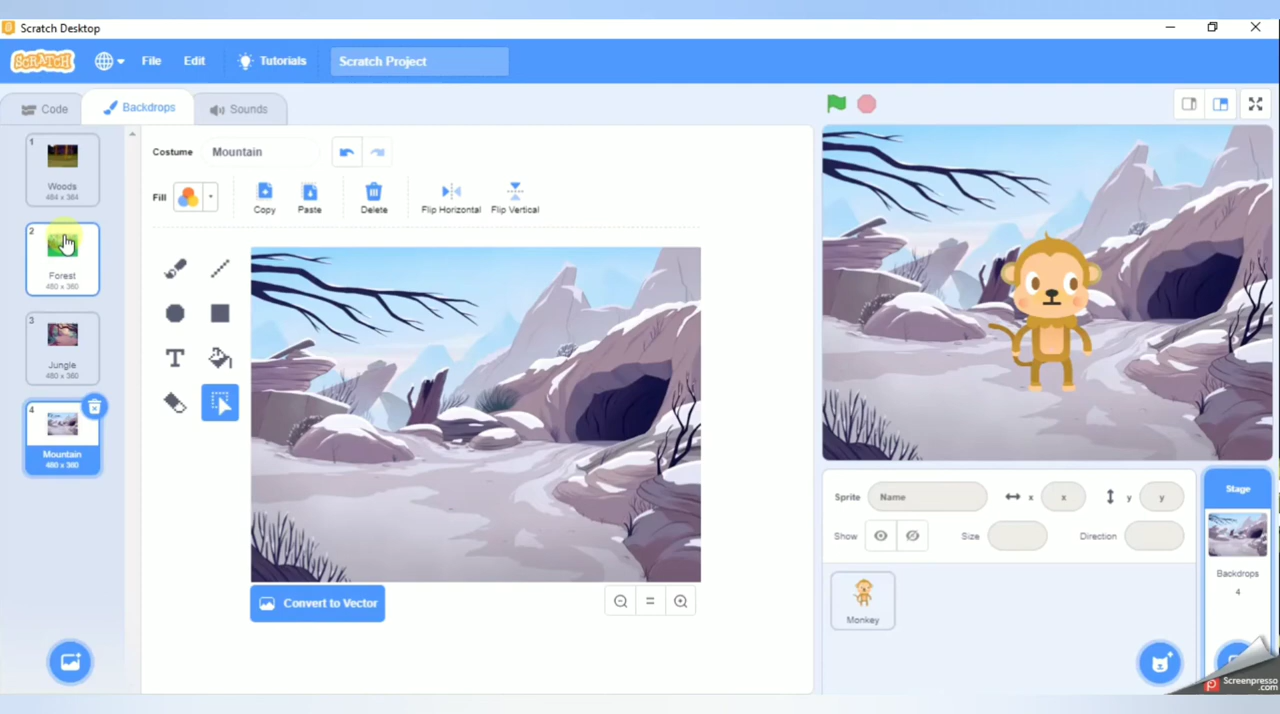 Scratch Desktop
SCRATCH File Edit Tutorials Scratch Project
Code Backdrops Sounds
1
Woods
484 x 364
2
Forest
480 x 360
3
Jungle
480 x 360
4
Mountain
480 x 360
Costume Mountain
Fill Copy Paste Delete Flip Horizontal Flip Vertical
T
Convert to Vector
Sprite Name x x y y
Show Size Direction
Monkey
Stage
Backdrops
4
Screenpresso
.com